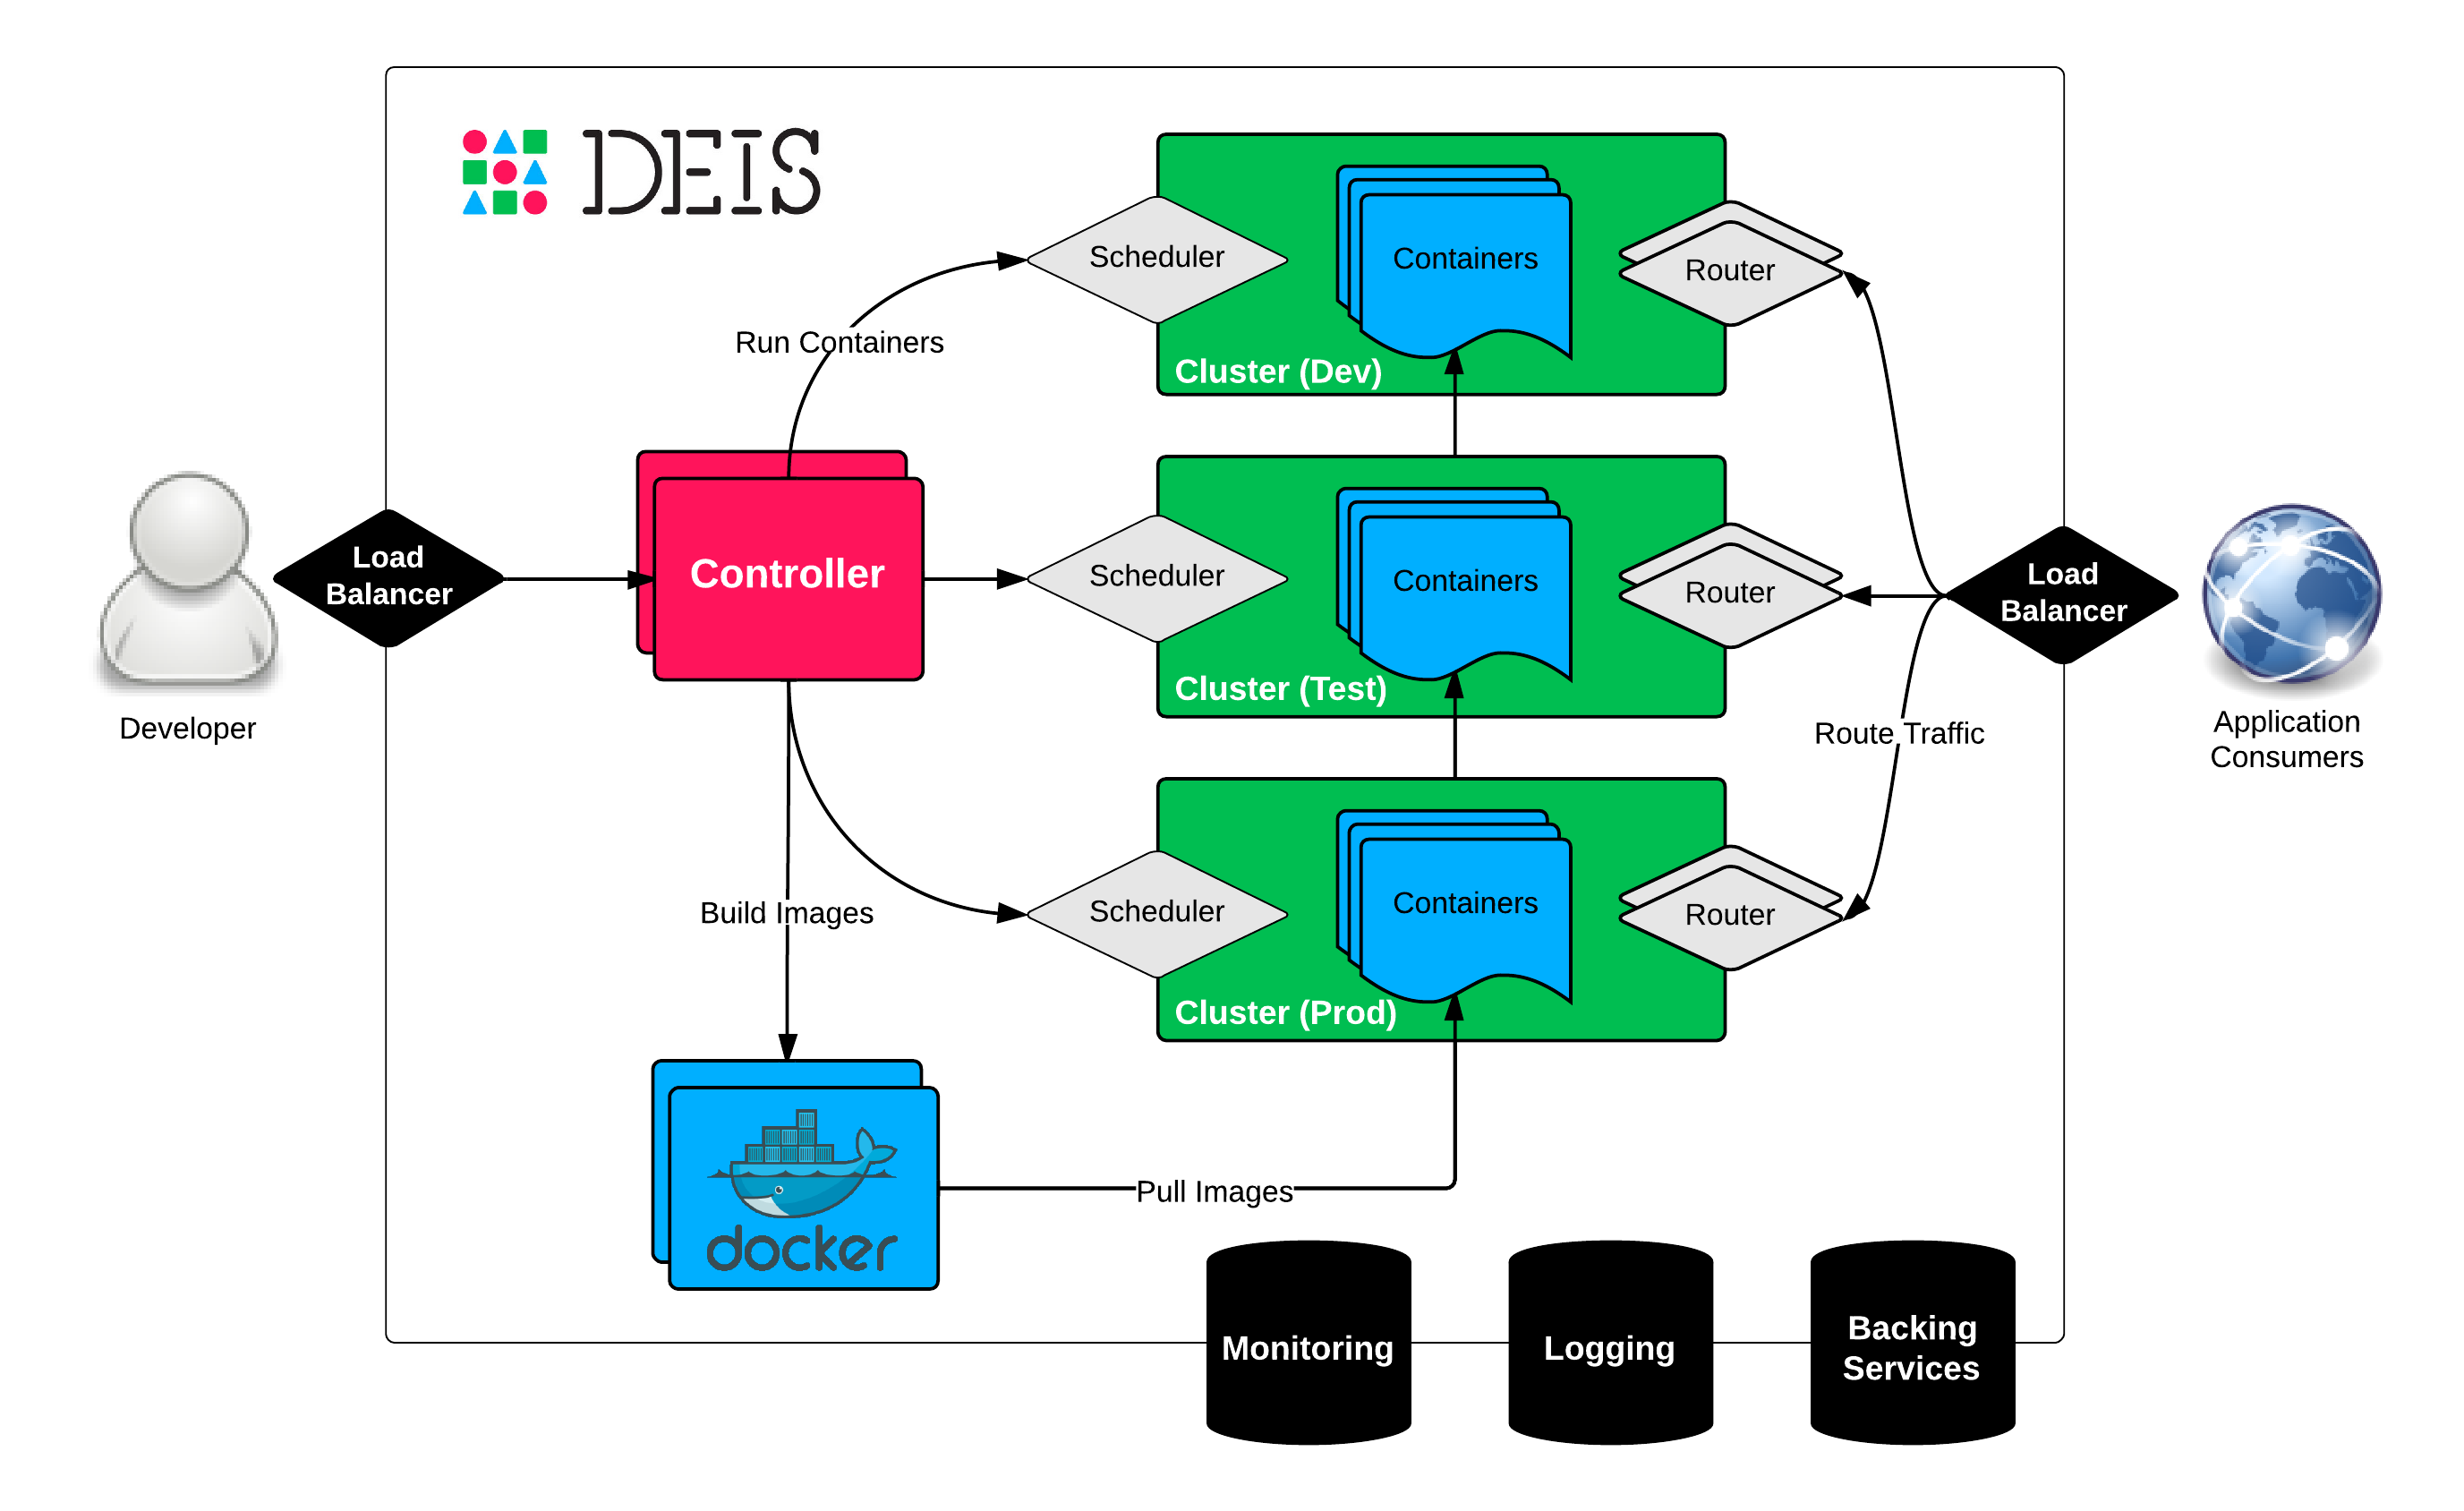 DEIS
Scheduler
Containers
Router
Run Containers
Cluster (Dev)
Load
Balancer
Controller
Scheduler
Containers
Router
Load
Balancer
Cluster (Test)
Developer
Route Traffic
Application
Consumers
Build Images
Scheduler
Containers
Router
Cluster (Prod)
docker
Pull Images
Monitoring
Logging
Backing
Services